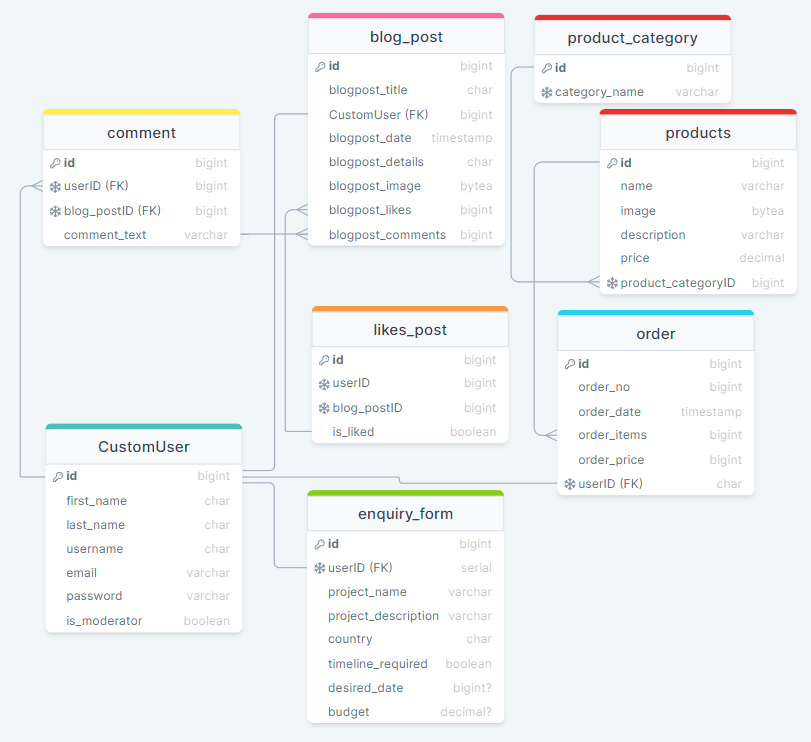 blog_post
id bigint
blogpost_title char
CustomUser (FK) bigint
blogpost_date timestamp
blogpost_details char
blogpost_image bytea
blogpost_likes bigint
blogpost_comments bigint
product_category
id bigint
category_name varchar
comment
id bigint
userID (FK) bigint
blog_postID (FK) bigint
comment_text varchar
products
id bigint
name varchar
image bytea
description varchar
price decimal
product_categoryID bigint
likes_post
id bigint
userID bigint
blog_postID bigint
is_liked boolean
order
id bigint
order_no bigint
order_date timestamp
order_items bigint
order_price bigint
userID (FK) char
CustomUser
id bigint
first_name char
last_name char
username char
email varchar
password varchar
is_moderator boolean
enquiry_form
id bigint
userID (FK) serial
project_name varchar
project_description varchar
country char
timeline_required boolean
desired_date bigint?
budget decimal?